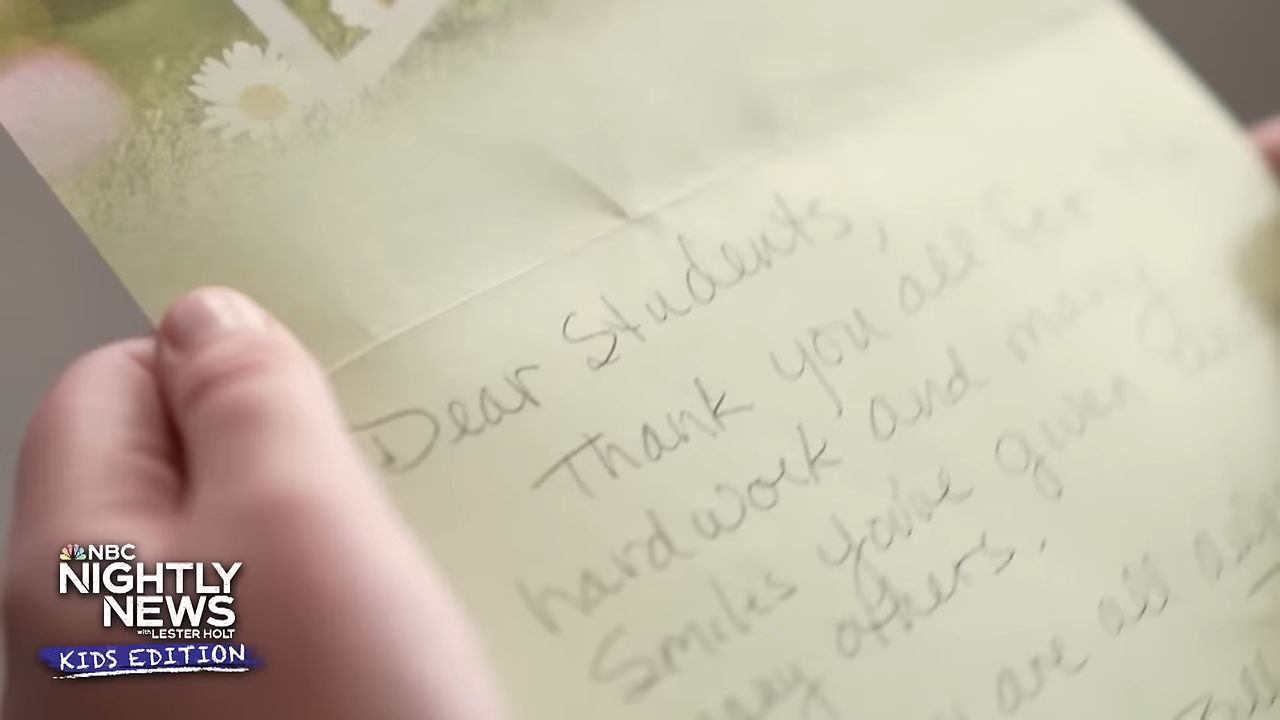 Dear Students,
Thank you all for the
hardwork and many
Smiles you've given
many others.
are all
NBC
NIGHTLY
NEWS
with LESTER HOLT
KIDS EDITION